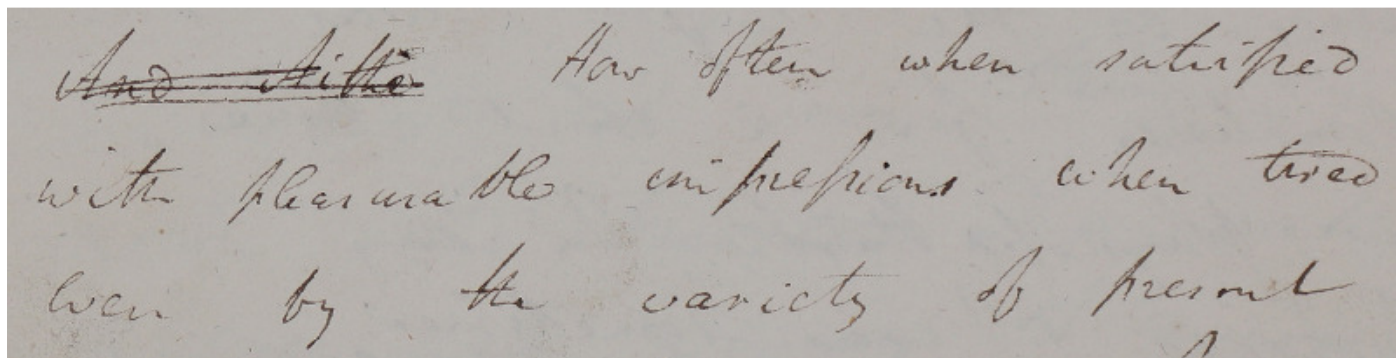 And How often when satisfied
with pleasurable impressions when tired
even by the variety of present